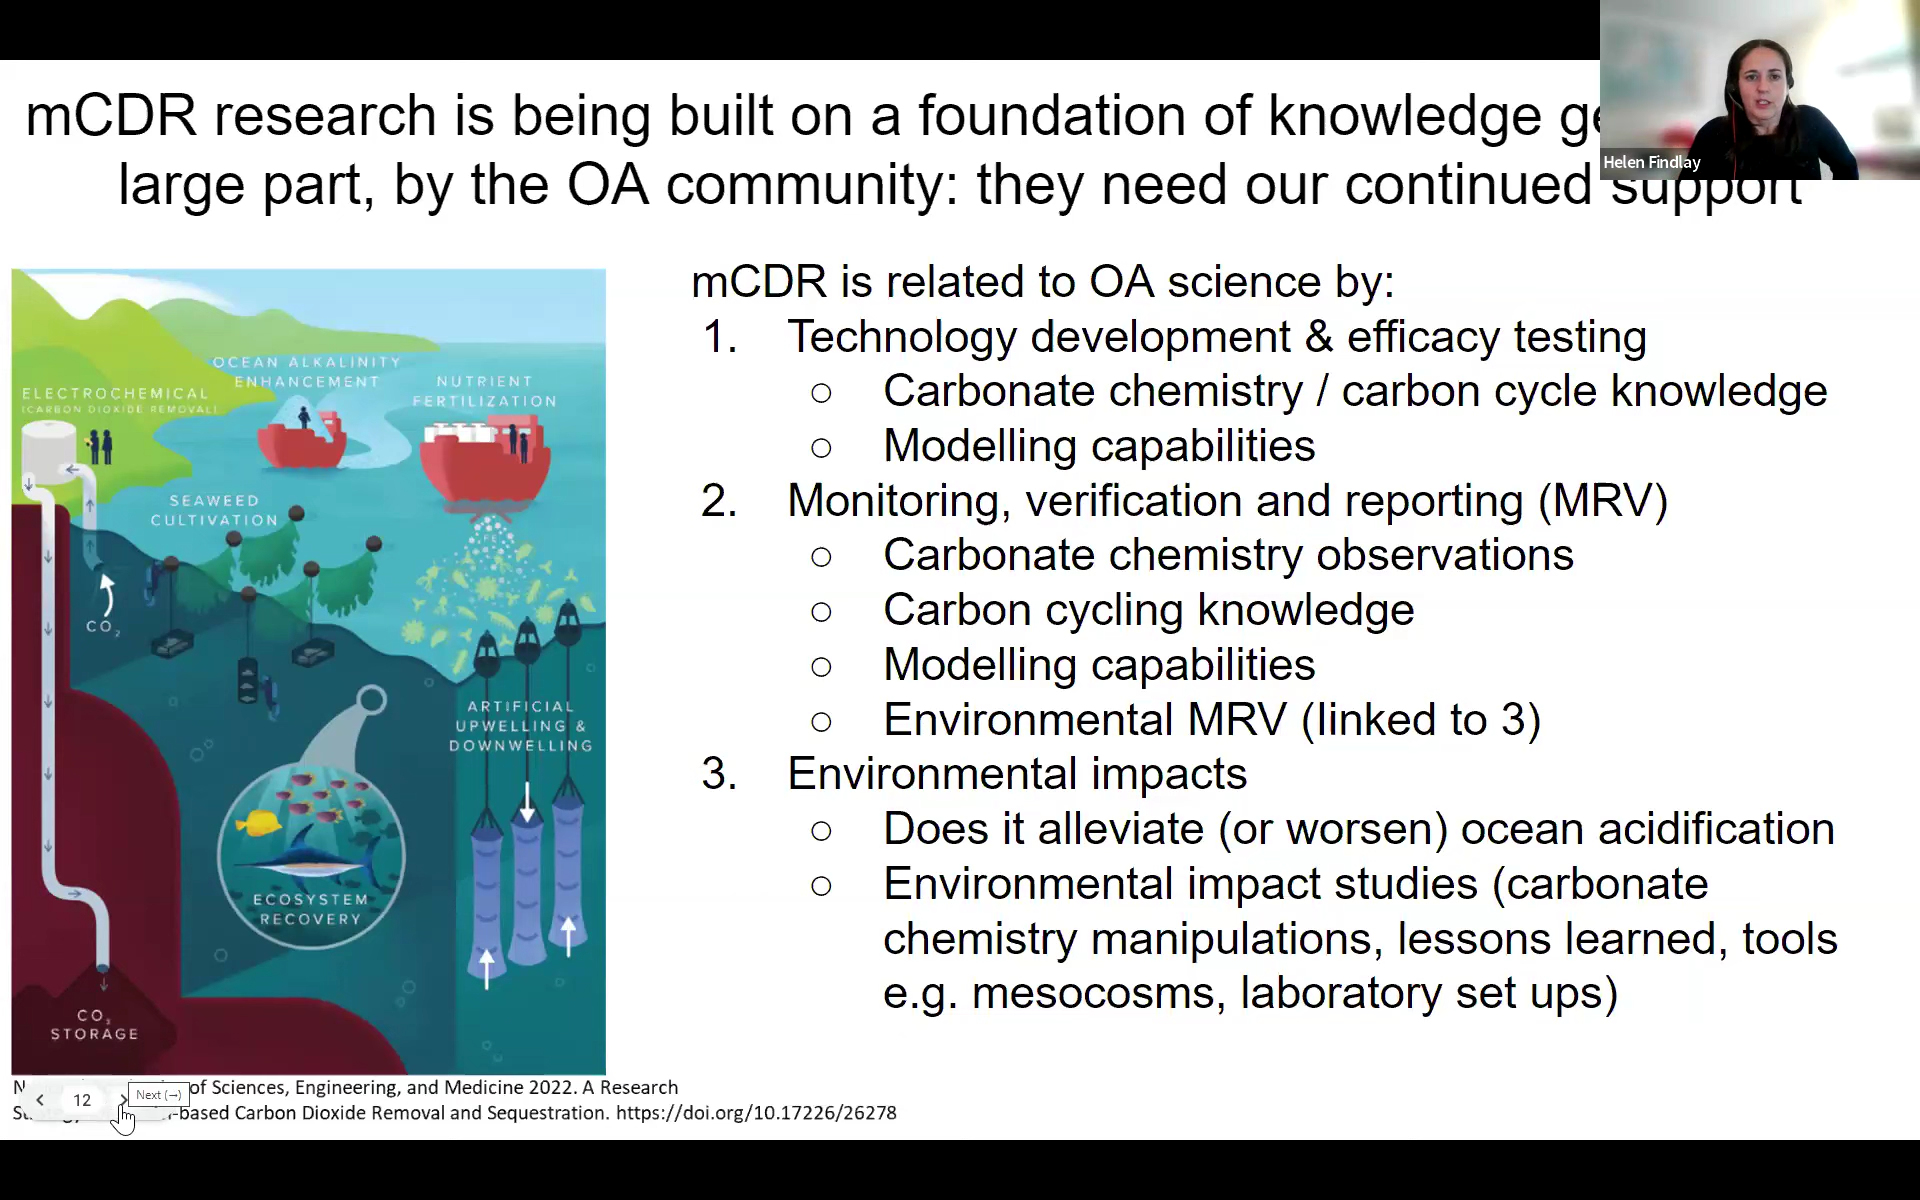 mCDR research is being built on a foundation of knowledge
large part, by the OA community: they need our continued support
Helen Findlay
mCDR is related to OA science by:
1. Technology development & efficacy testing
○ Carbonate chemistry / carbon cycle knowledge
○ Modelling capabilities
2. Monitoring, verification and reporting (MRV)
○ Carbonate chemistry observations
○ Carbon cycling knowledge
○ Modelling capabilities
○ Environmental MRV (linked to 3)
3. Environmental impacts
○ Does it alleviate (or worsen) ocean acidification
○ Environmental impact studies (carbonate
chemistry manipulations, lessons learned, tools
e.g. mesocosms, laboratory set ups)
ELECTROCHEMICAL
(CARBON DIOXIDE REMOVAL)
OCEAN ALKALINITY
ENHANCEMENT
NUTRIENT
FERTILIZATION
SEAWEED
CULTIVATION
FE
CO2
ARTIFICIAL
UPWELLING &
DOWNWELLING
ECOSYSTEM
RECOVERY
CO2
STORAGE
of Sciences, Engineering, and Medicine 2022. A Research
-based Carbon Dioxide Removal and Sequestration. https://doi.org/10.17226/26278
12
Next (→)